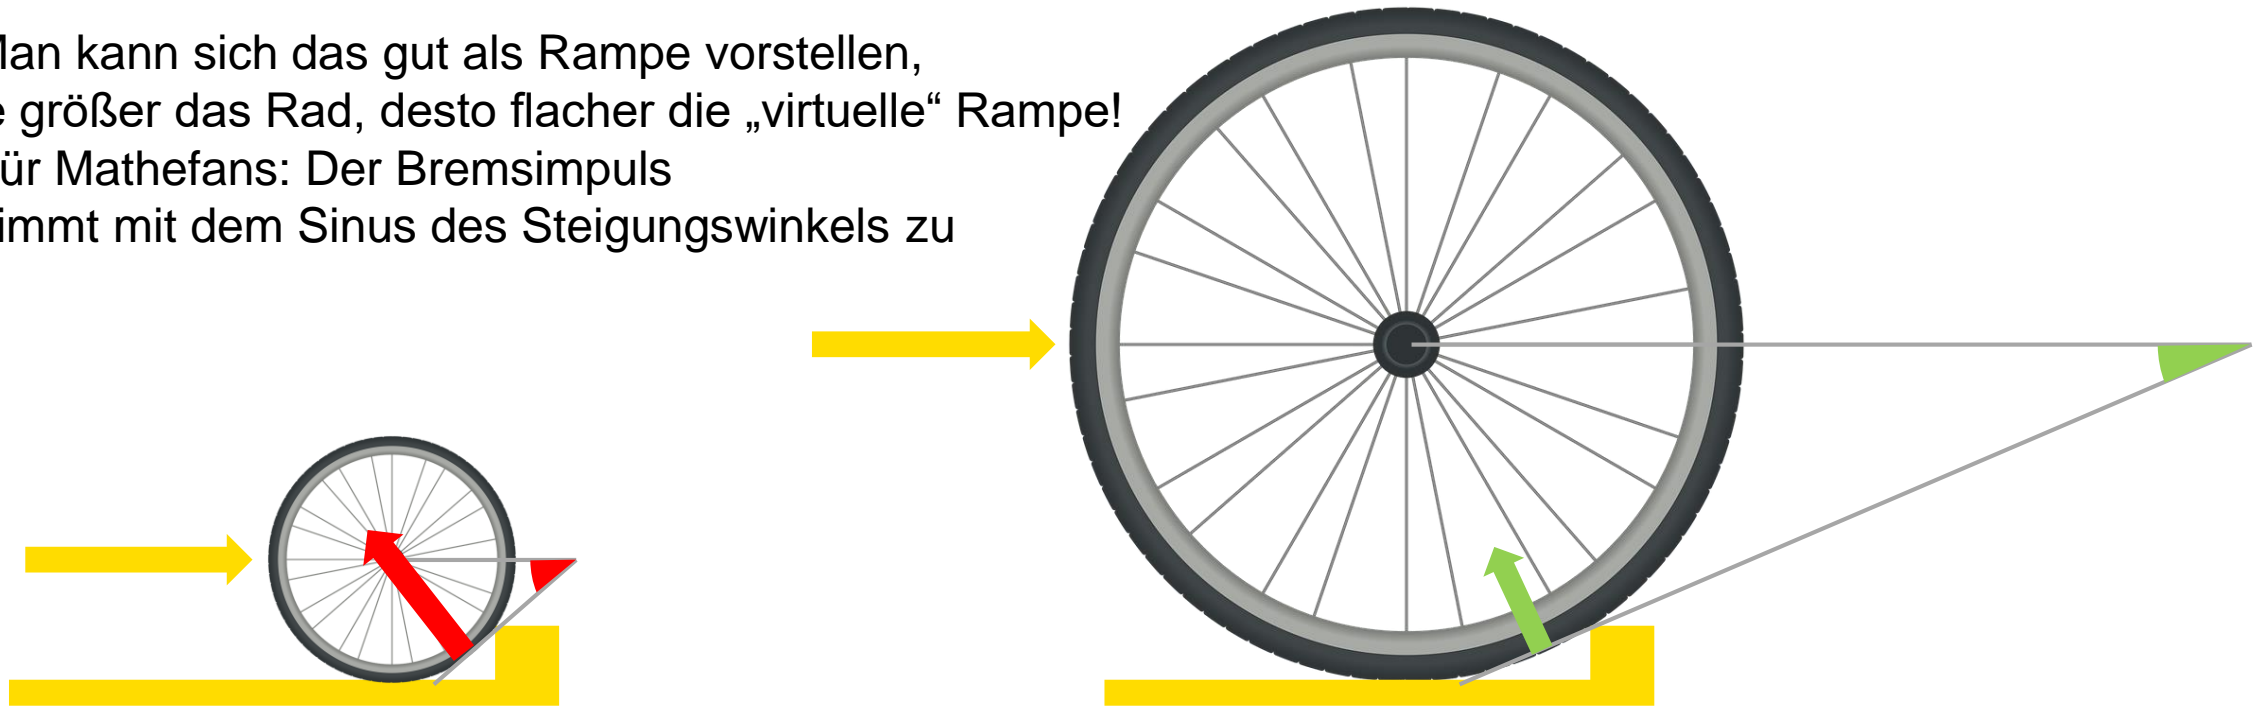 Man kann sich das gut als Rampe vorstellen,
e größer das Rad, desto flacher die „virtuelle“ Rampe!
ür Mathefans: Der Bremsimpuls
immt mit dem Sinus des Steigungswinkels zu